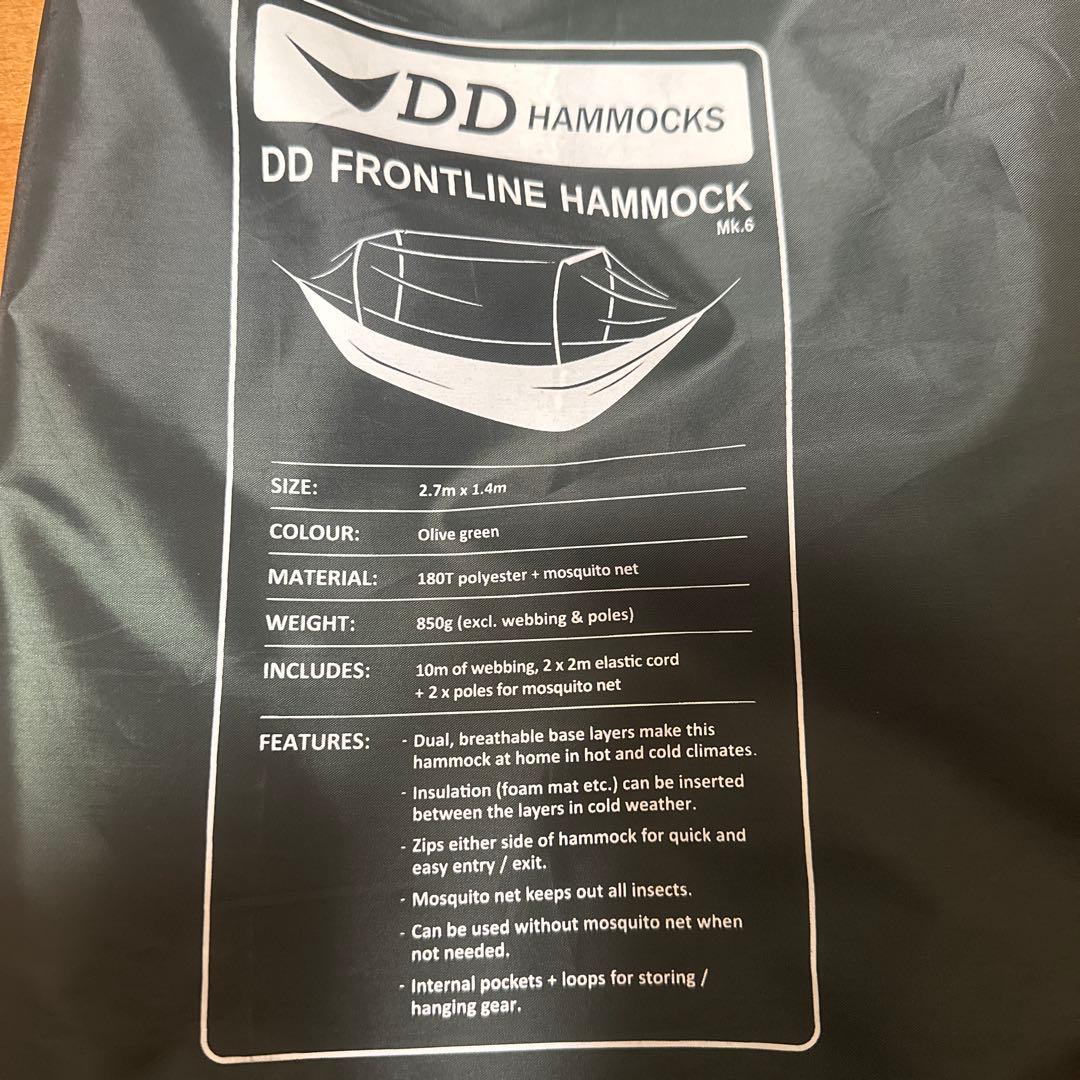 DD HAMMOCKS
DD FRONTLINE HAMMOCK
Mk.6
SIZE: 2.7m x 1.4m
COLOUR: Olive green
MATERIAL: 180T polyester + mosquito net
WEIGHT: 850g (excl. webbing & poles)
INCLUDES: 10m of webbing, 2 x 2m elastic cord
+ 2 x poles for mosquito net
FEATURES: - Dual, breathable base layers make this
hammock at home in hot and cold climates.
- Insulation (foam mat etc.) can be inserted
between the layers in cold weather.
- Zips either side of hammock for quick and
easy entry / exit.
- Mosquito net keeps out all insects.
- Can be used without mosquito net when
not needed.
- Internal pockets + loops for storing /
hanging gear.